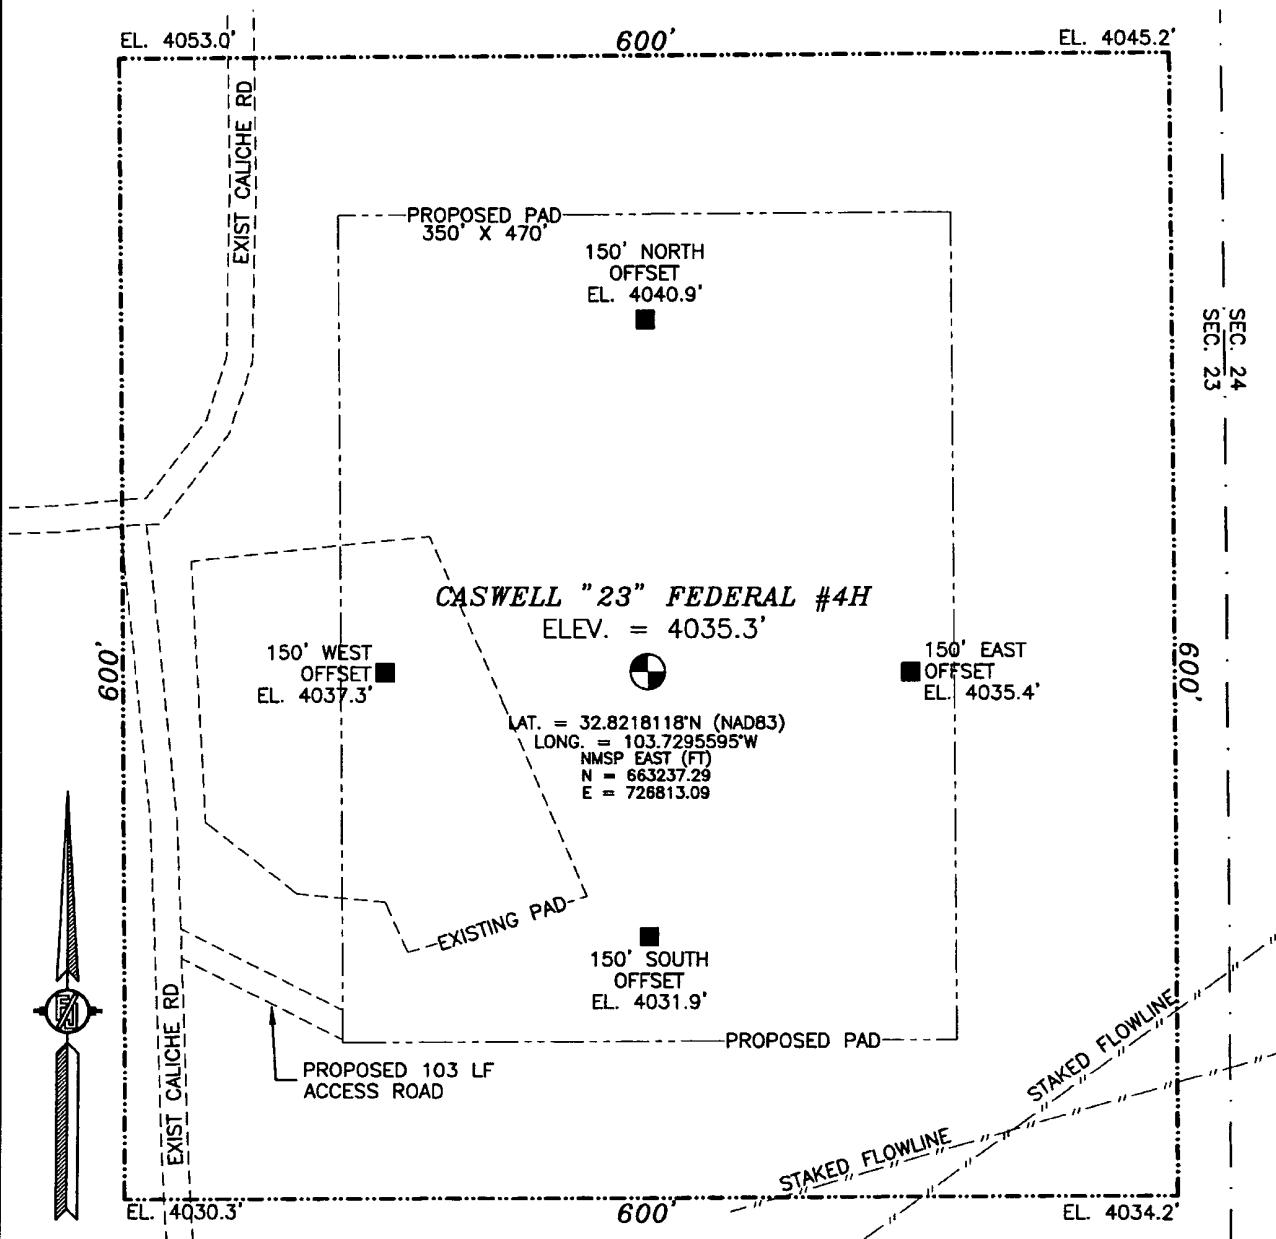 EL. 4053.0'
600'
EL. 4045.2'
EXIST CALICHE RD
PROPOSED PAD
350' X 470'
150' NORTH
OFFSET
EL. 4040.9'
SEC. 24
SEC. 23
CASWELL "23" FEDERAL #4H
ELEV. = 4035.3'
150' WEST
OFFSET
EL. 4037.3'
150' EAST
OFFSET
EL. 4035.4'
600'
600'
LAT. = 32.8218118°N (NAD83)
LONG. = 103.7295595°W
NMSP EAST (FT)
N = 663237.29
E = 726813.09
EXISTING PAD
150' SOUTH
OFFSET
EL. 4031.9'
EXIST CALICHE RD
PROPOSED PAD
PROPOSED 103 LF
ACCESS ROAD
STAKED FLOWLINE
STAKED FLOWLINE
EL. 4030.3'
600'
EL. 4034.2'